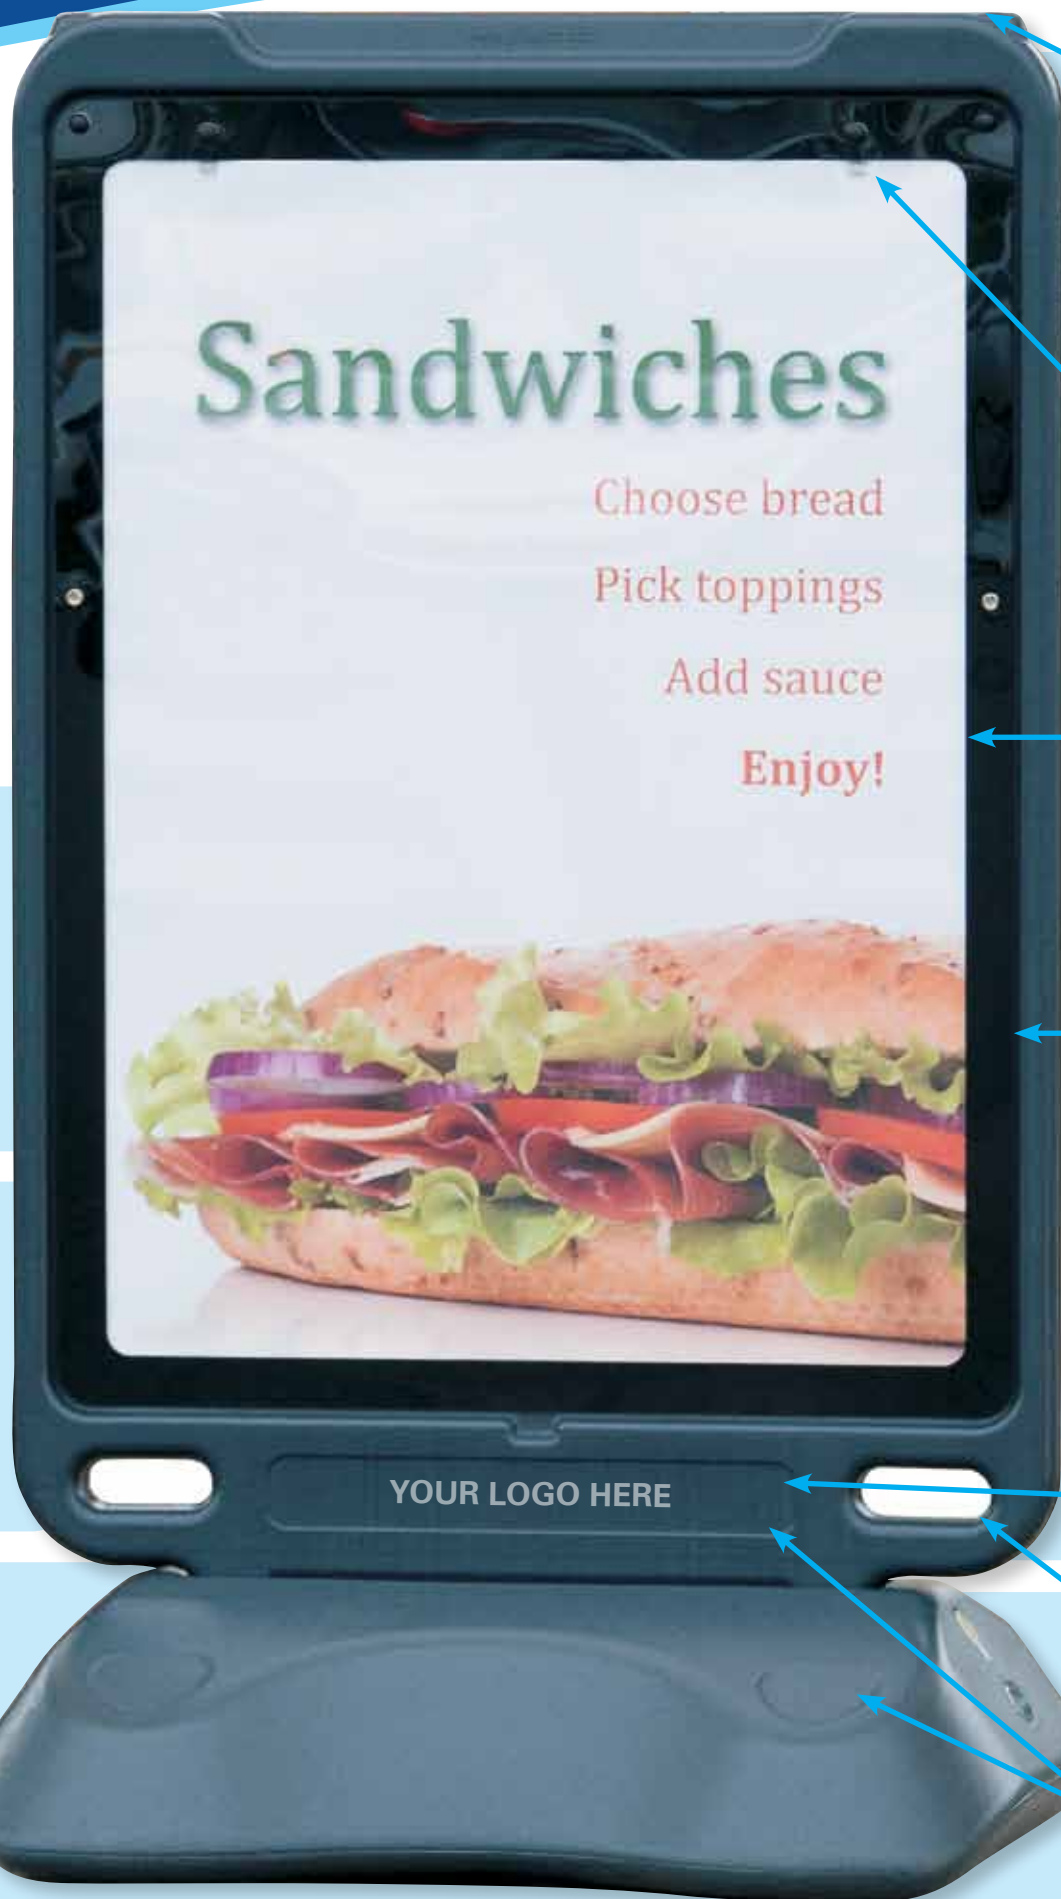 Sandwiches
Choose bread
Pick toppings
Add sauce
Enjoy!
YOUR LOGO HERE